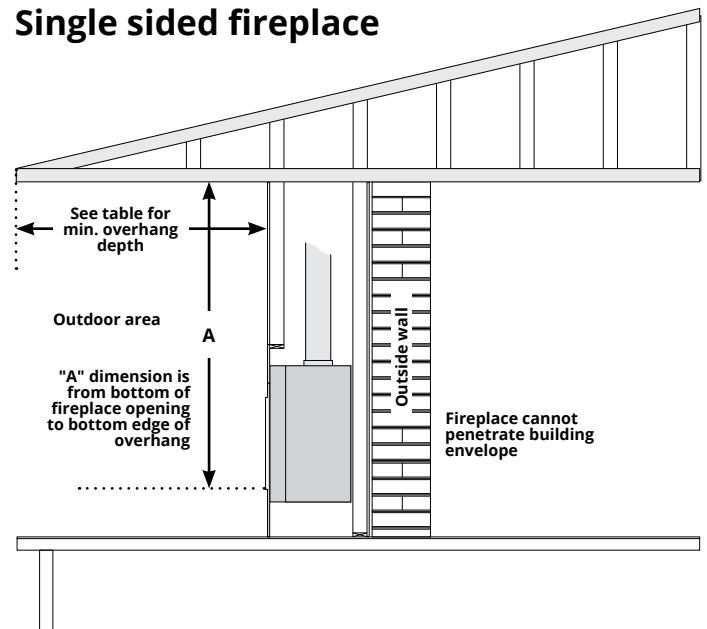 Single sided fireplace
See table for
min. overhang
depth
Outdoor area
A
"A" dimension is
from bottom of
fireplace opening
to bottom edge of
overhang
Outside wall
Fireplace cannot
penetrate building
envelope